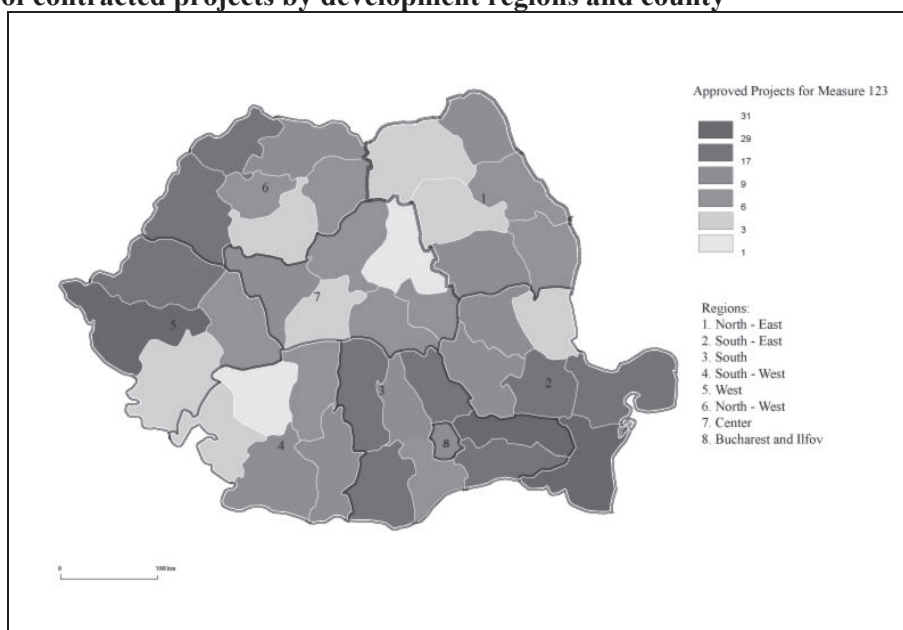 of contracted projects by development regions and county
Approved Projects for Measure 123
31
29
17
9
6
3
1
6
1
7
5
2
3
8
4
Regions:
1. North - East
2. South - East
3. South
4. South - West
5. West
6. North - West
7. Center
8. Bucharest and Ilfov
0 100 km